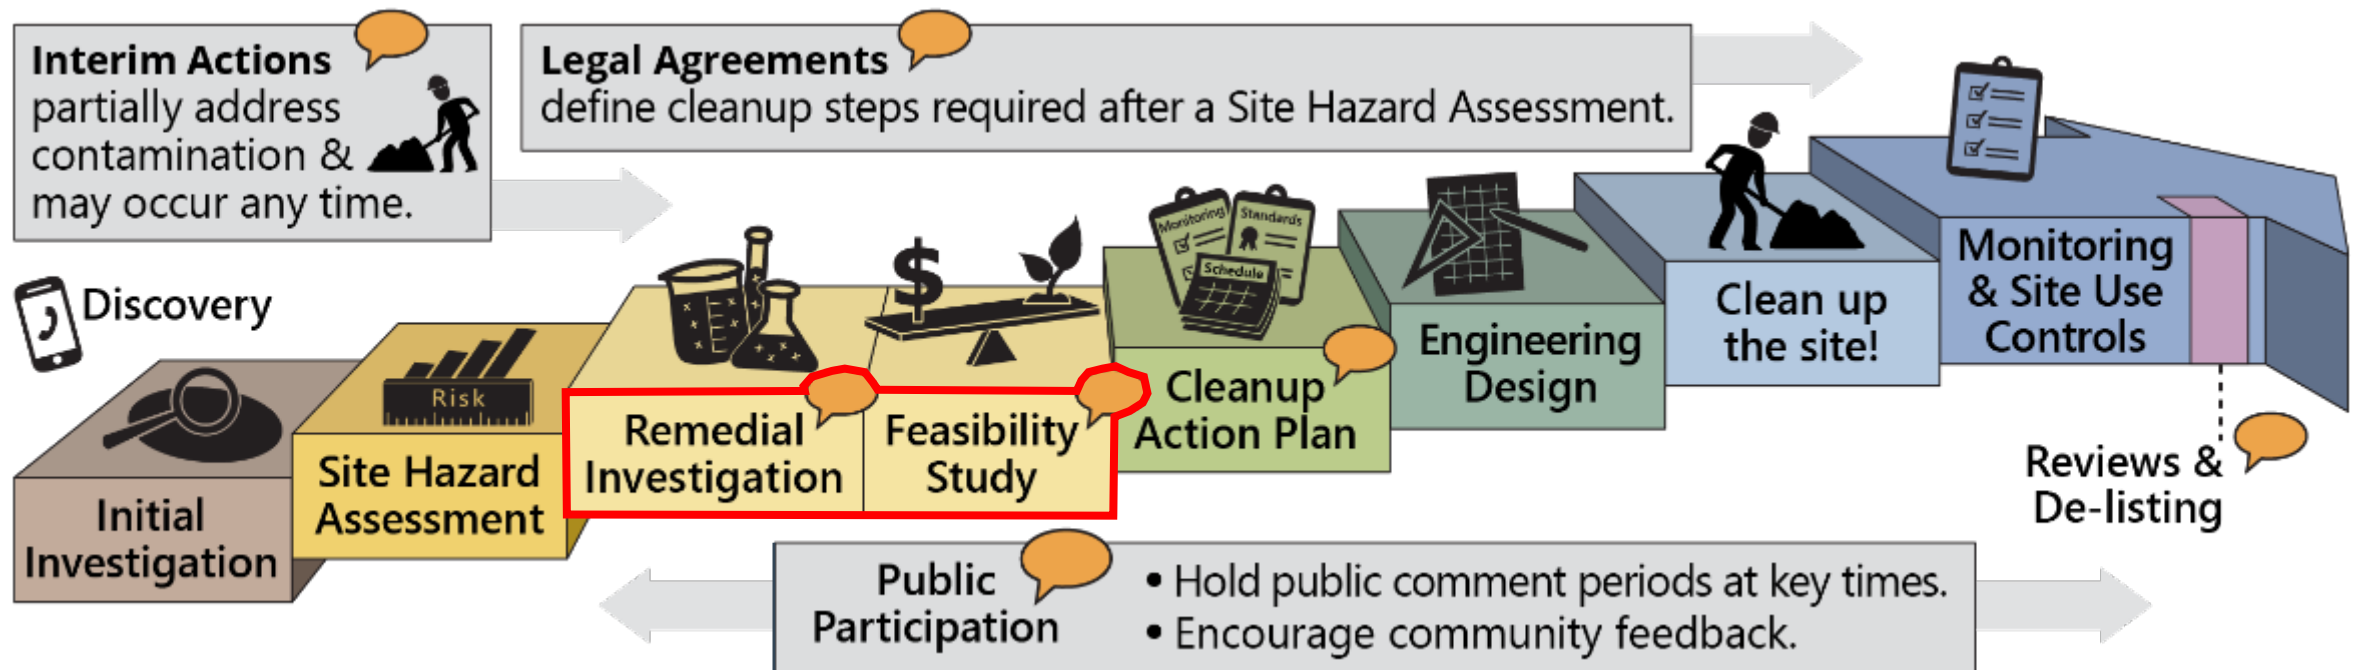 Interim Actions
partially address
contamination &
may occur any time.
Legal Agreements
define cleanup steps required after a Site Hazard Assessment.
Discovery
Initial
Investigation
Risk
Site Hazard
Assessment
Remedial
Investigation
$
Feasibility
Study
Monitoring
Standards
Schedule
Cleanup
Action Plan
Engineering
Design
Clean up
the site!
Monitoring
& Site Use
Controls
Reviews &
De-listing
Public
Participation
• Hold public comment periods at key times.
• Encourage community feedback.